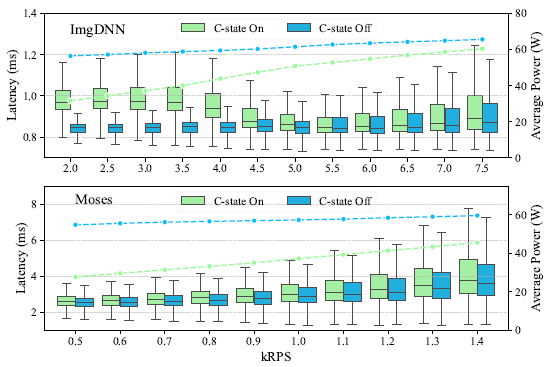 ImgDNN
C-state On
C-state Off
Latency (ms)
Average Power (W)
1.4
1.2
1.0
0.8
80
60
40
20
0
2.0 2.5 3.0 3.5 4.0 4.5 5.0 5.5 6.0 6.5 7.0 7.5
Moses
C-state On
C-state Off
Latency (ms)
Average Power (W)
8
6
4
2
60
40
20
0
0.5 0.6 0.7 0.8 0.9 1.0 1.1 1.2 1.3 1.4
kRPS